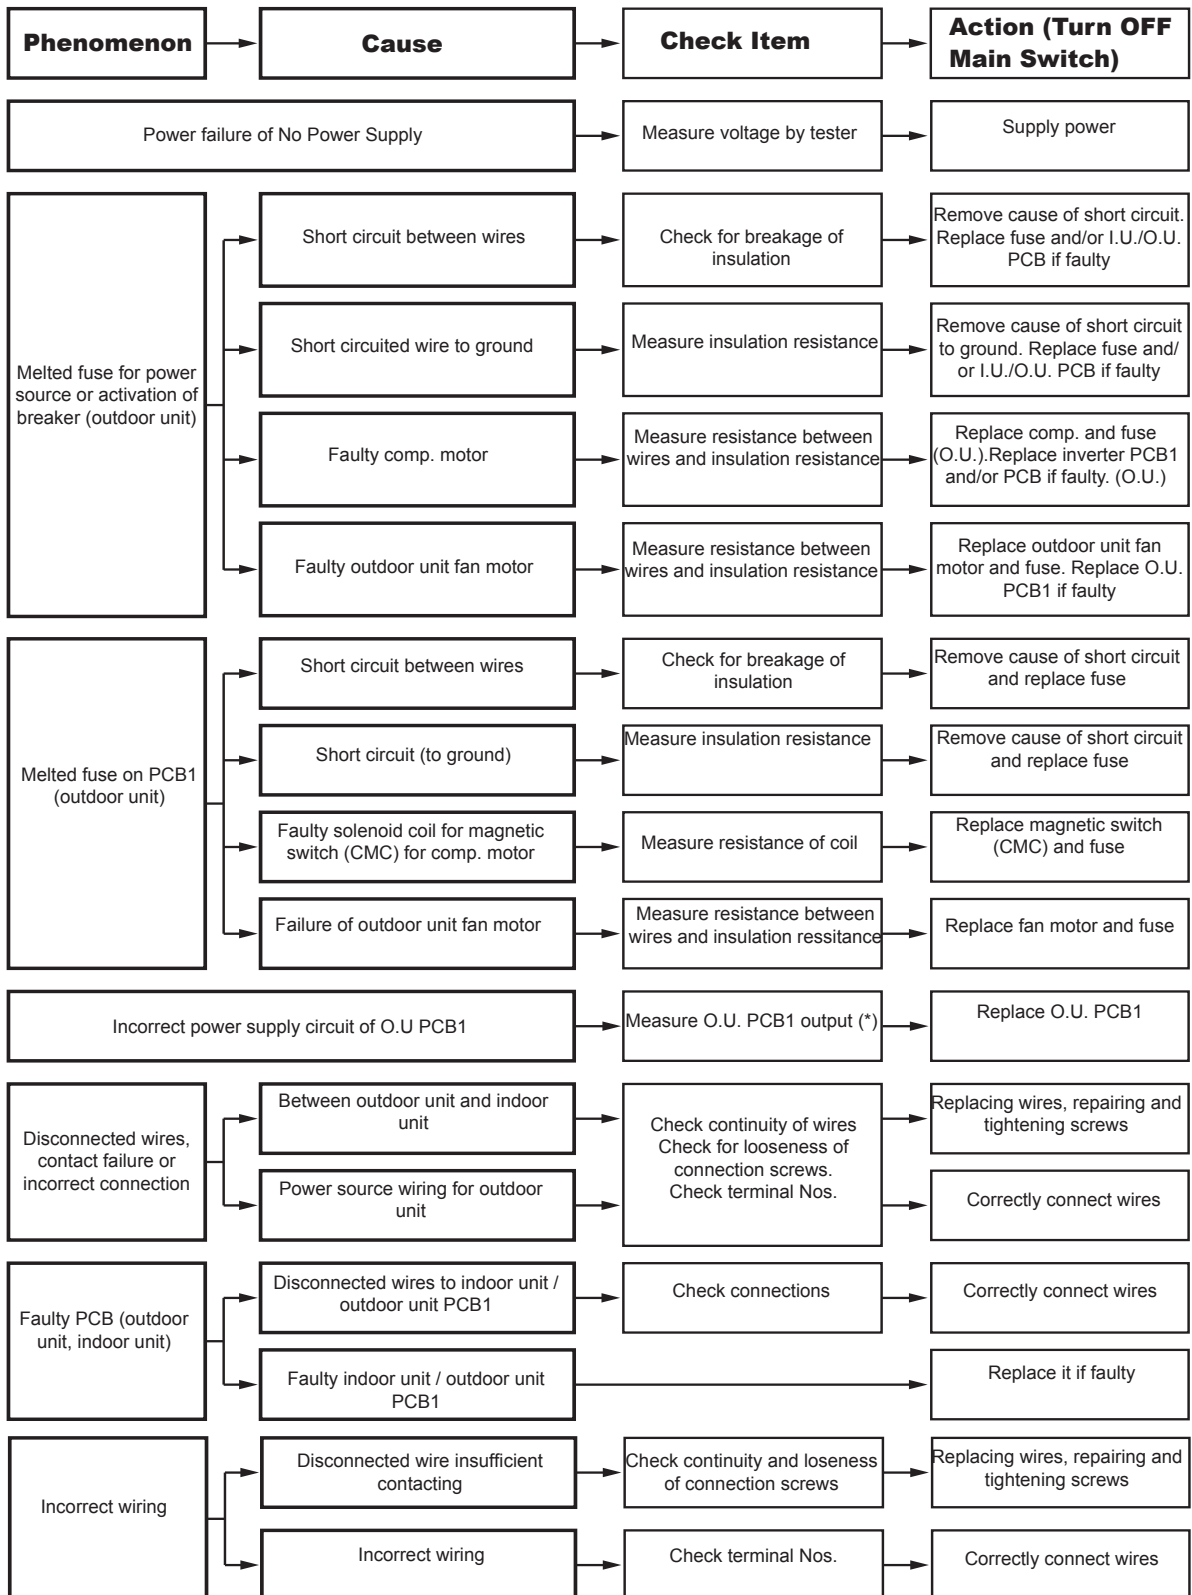 Phenomenon
Cause
Check Item
Action (Turn OFF
Main Switch)
Power failure of No Power Supply
Measure voltage by tester
Supply power
Melted fuse for power
source or activation of
breaker (outdoor unit)
Short circuit between wires
Check for breakage of
insulation
Remove cause of short circuit.
Replace fuse and/or I.U./O.U.
PCB if faulty
Short circuited wire to ground
Measure insulation resistance
Remove cause of short circuit
to ground. Replace fuse and/
or I.U./O.U. PCB if faulty
Faulty comp. motor
Measure resistance between
wires and insulation resistance
Replace comp. and fuse
(O.U.).Replace inverter PCB1
and/or PCB if faulty. (O.U.)
Faulty outdoor unit fan motor
Measure resistance between
wires and insulation resistance
Replace outdoor unit fan
motor and fuse. Replace O.U.
PCB1 if faulty
Melted fuse on PCB1
(outdoor unit)
Short circuit between wires
Check for breakage of
insulation
Remove cause of short circuit
and replace fuse
Short circuit (to ground)
Measure insulation resistance
Remove cause of short circuit
and replace fuse
Faulty solenoid coil for magnetic
switch (CMC) for comp. motor
Measure resistance of coil
Replace magnetic switch
(CMC) and fuse
Failure of outdoor unit fan motor
Measure resistance between
wires and insulation ressitance
Replace fan motor and fuse
Incorrect power supply circuit of O.U PCB1
Measure O.U. PCB1 output (*)
Replace O.U. PCB1
Disconnected wires,
contact failure or
incorrect connection
Between outdoor unit and indoor
unit
Power source wiring for outdoor
unit
Check continuity of wires
Check for looseness of
connection screws.
Check terminal Nos.
Replacing wires, repairing and
tightening screws
Correctly connect wires
Faulty PCB (outdoor
unit, indoor unit)
Disconnected wires to indoor unit /
outdoor unit PCB1
Check connections
Correctly connect wires
Faulty indoor unit / outdoor unit
PCB1
Replace it if faulty
Incorrect wiring
Disconnected wire insufficient
contacting
Check continuity and loseness
of connection screws
Replacing wires, repairing and
tightening screws
Incorrect wiring
Check terminal Nos.
Correctly connect wires